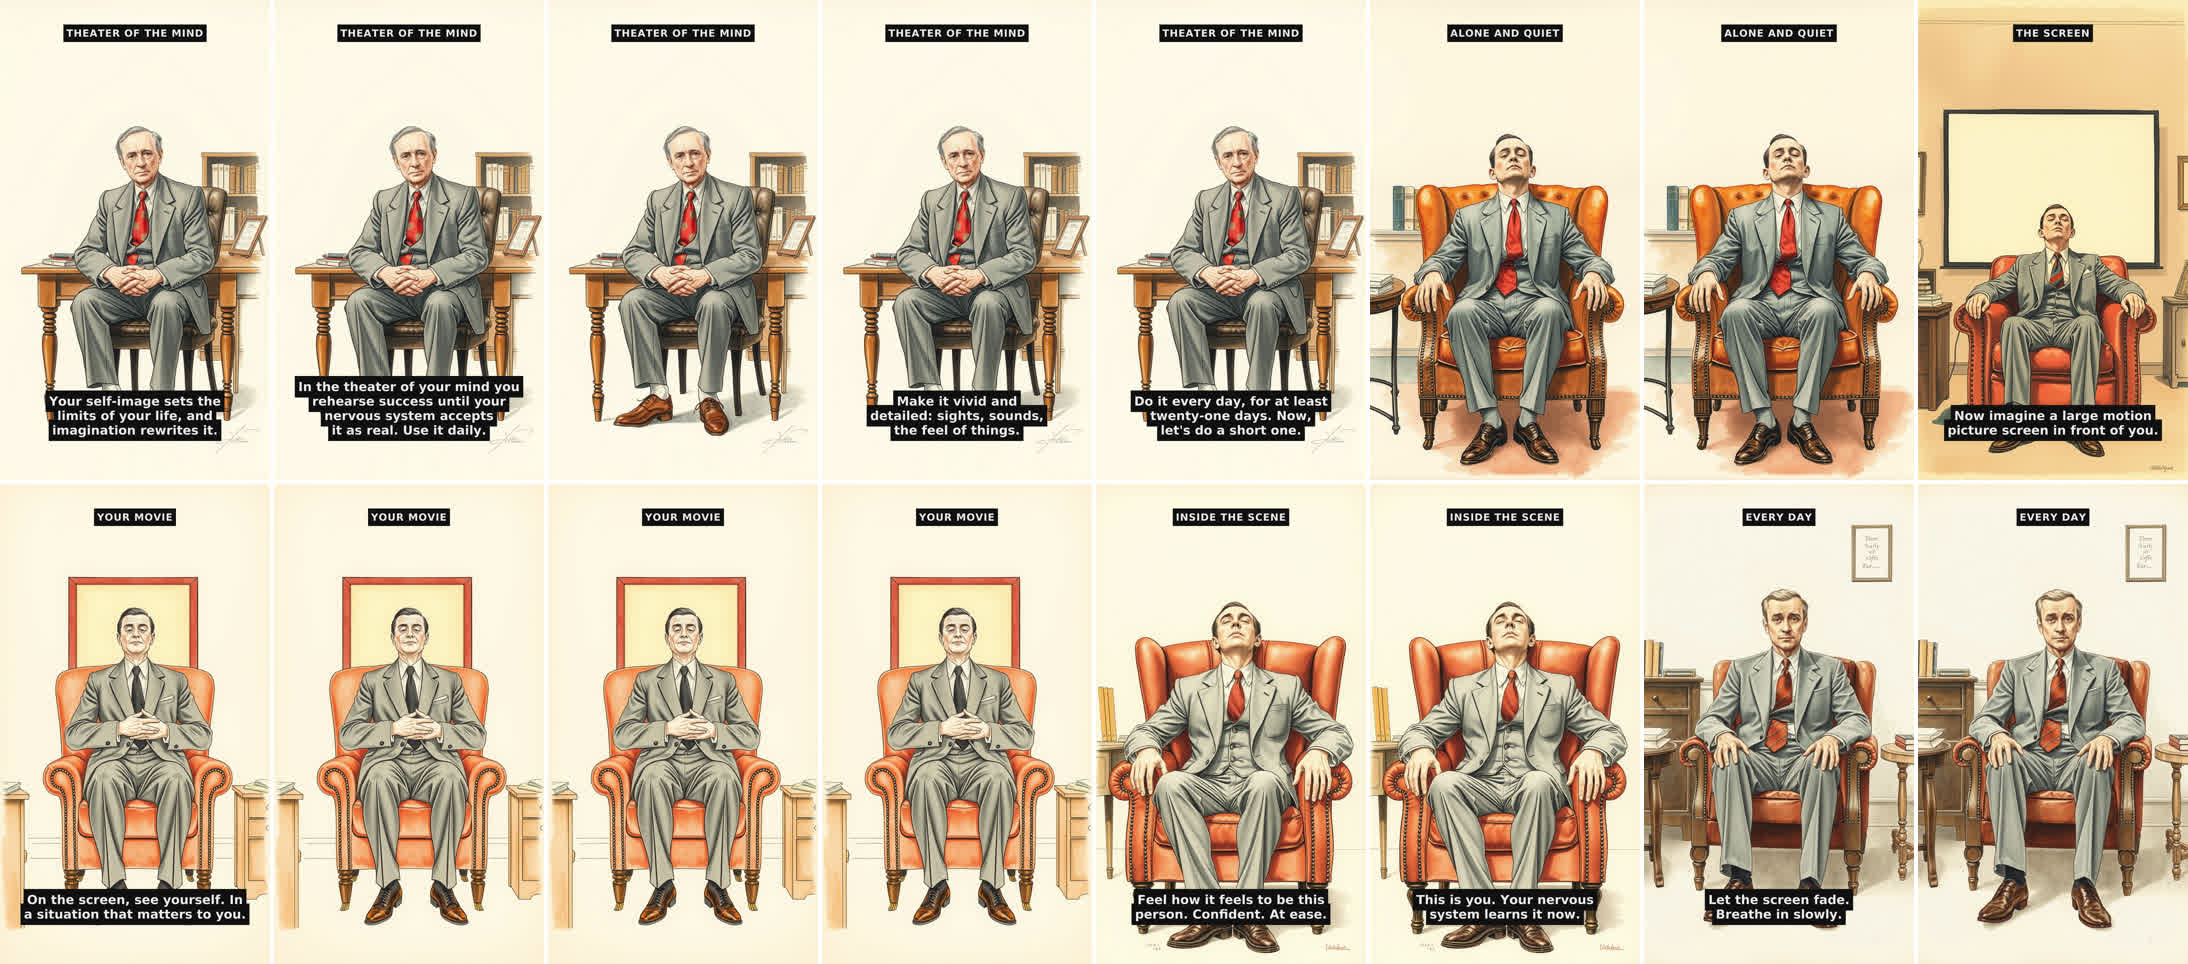 THEATER OF THE MIND
Your self-image sets the
limits of your life, and
imagination rewrites it.
THEATER OF THE MIND
In the theater of your mind you
rehearse success until your
nervous system accepts
it as real. Use it daily.
THEATER OF THE MIND
THEATER OF THE MIND
Make it vivid and
detailed: sights, sounds,
the feel of things.
THEATER OF THE MIND
Do it every day, for at least
twenty-one days. Now,
let's do a short one.
ALONE AND QUIET
ALONE AND QUIET
THE SCREEN
Now imagine a large motion
picture screen in front of you.
YOUR MOVIE
On the screen, see yourself. In
a situation that matters to you.
YOUR MOVIE
YOUR MOVIE
YOUR MOVIE
INSIDE THE SCENE
Feel how it feels to be this
person. Confident. At ease.
INSIDE THE SCENE
This is you. Your nervous
system learns it now.
EVERY DAY
Let the screen fade.
Breathe in slowly.
EVERY DAY